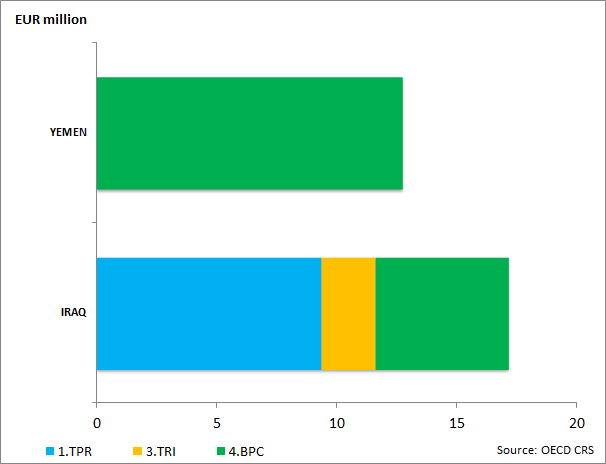 EUR million
YEMEN
IRAQ
0 5 10 15 20
1.TPR 3.TRI 4.BPC
Source: OECD CRS